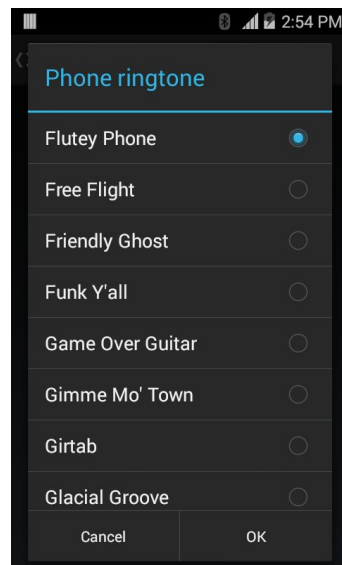 2:54 PM
Phone ringtone
Flutey Phone
Free Flight
Friendly Ghost
Funk Y'all
Game Over Guitar
Gimme Mo' Town
Girtab
Glacial Groove
Cancel OK